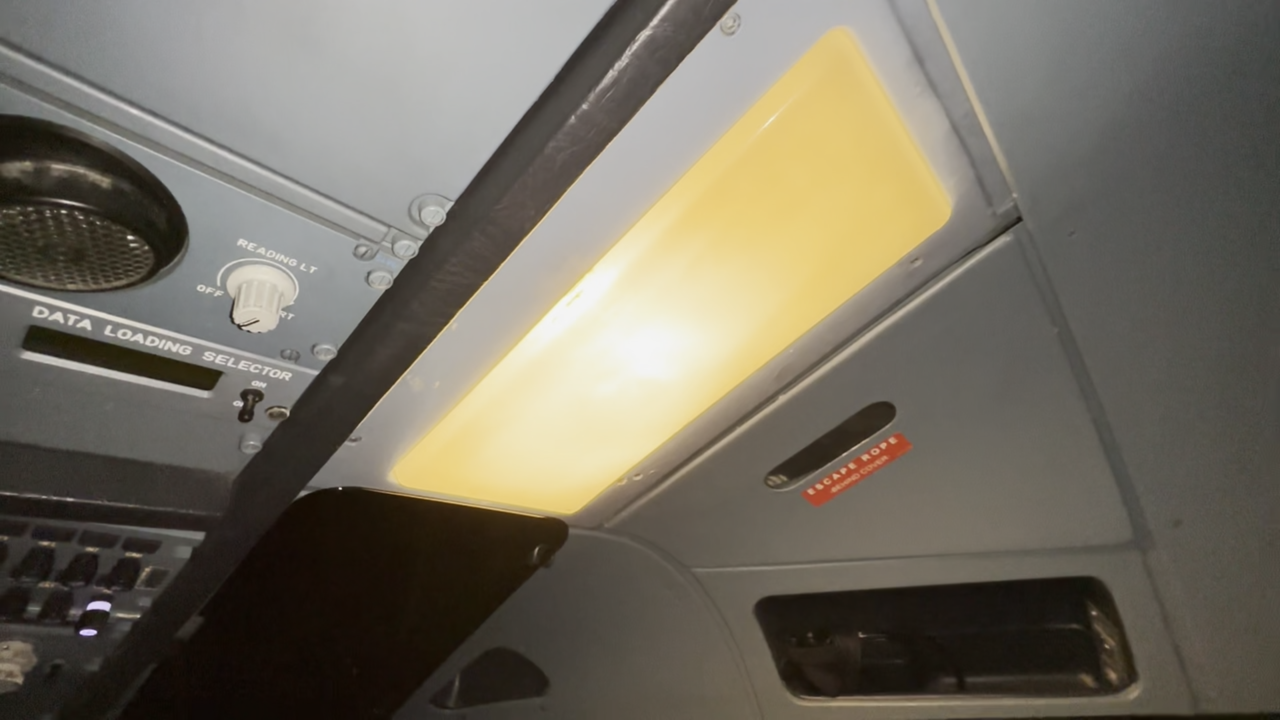 READING LT
OFF
DATA LOADING SELECTOR
ON
ESCAPE ROPE
BEHIND COVER